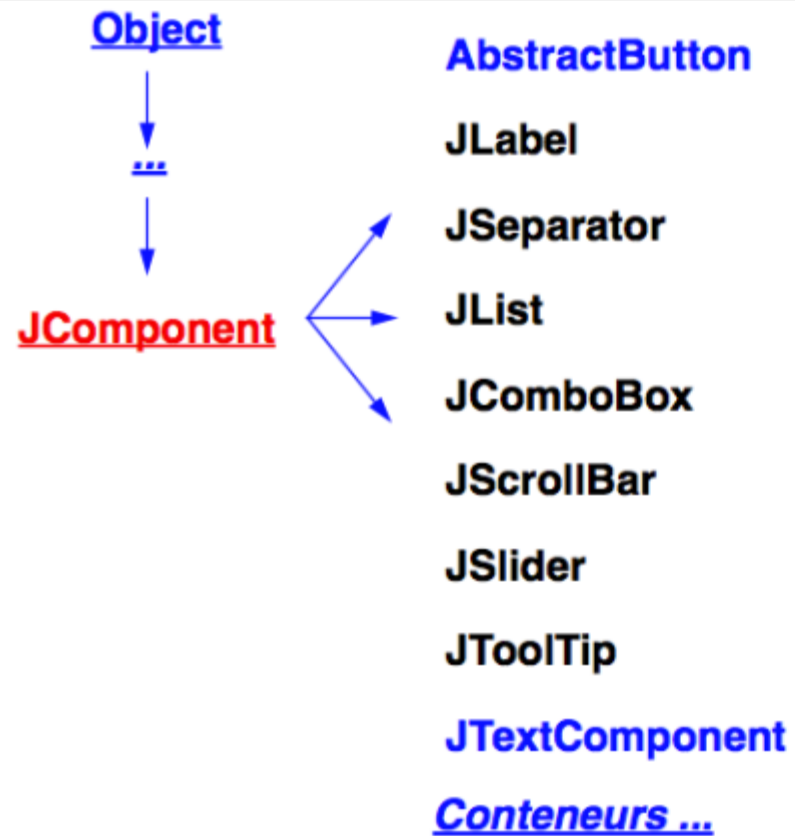 Object
...
JComponent
AbstractButton
JLabel
JSeparator
JList
JComboBox
JScrollBar
JSlider
JToolTip
JTextComponent
Conteneurs ...